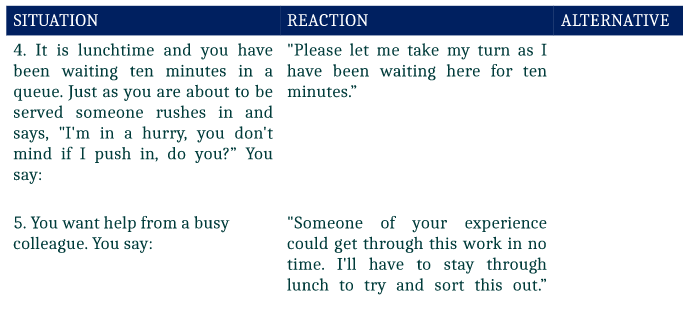 SITUATION REACTION ALTERNATIVE
4. It is lunchtime and you have
been waiting ten minutes in a
queue. Just as you are about to be
served someone rushes in and
says, "I'm in a hurry, you don't
mind if I push in, do you?” You
say:
"Please let me take my turn as I
have been waiting here for ten
minutes.”
5. You want help from a busy
colleague. You say:
"Someone of your experience
could get through this work in no
time. I'll have to stay through
lunch to try and sort this out.”